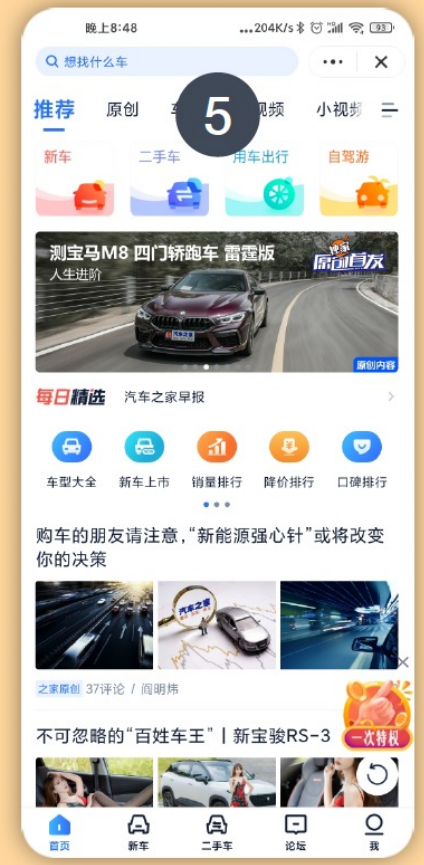 晚上8:48
204K/s
93
想找什么车
推荐 原创 视频 小视频
5
新车 二手车 用车出行 自驾游
测宝马M8 四门轿跑车 雷霆版
人生进阶
独家
原创首发
原创内容
每日精选 汽车之家早报
车型大全 新车上市 销量排行 降价排行 口碑排行
购车的朋友请注意，“新能源强心针”或将改变
你的决策
汽车之家
之家原创 37评论 / 阎明炜
一次特权
不可忽略的“百姓车王”丨新宝骏RS-3
首页 新车 二手车 论坛 我